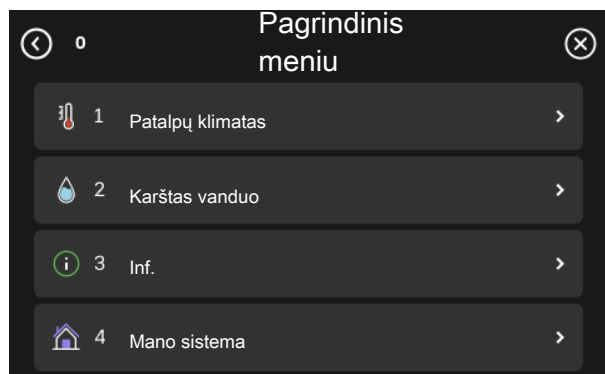 0
Pagrindinis
meniu
1 Patalpų klimatas
2 Karštas vanduo
3 Inf.
4 Mano sistema